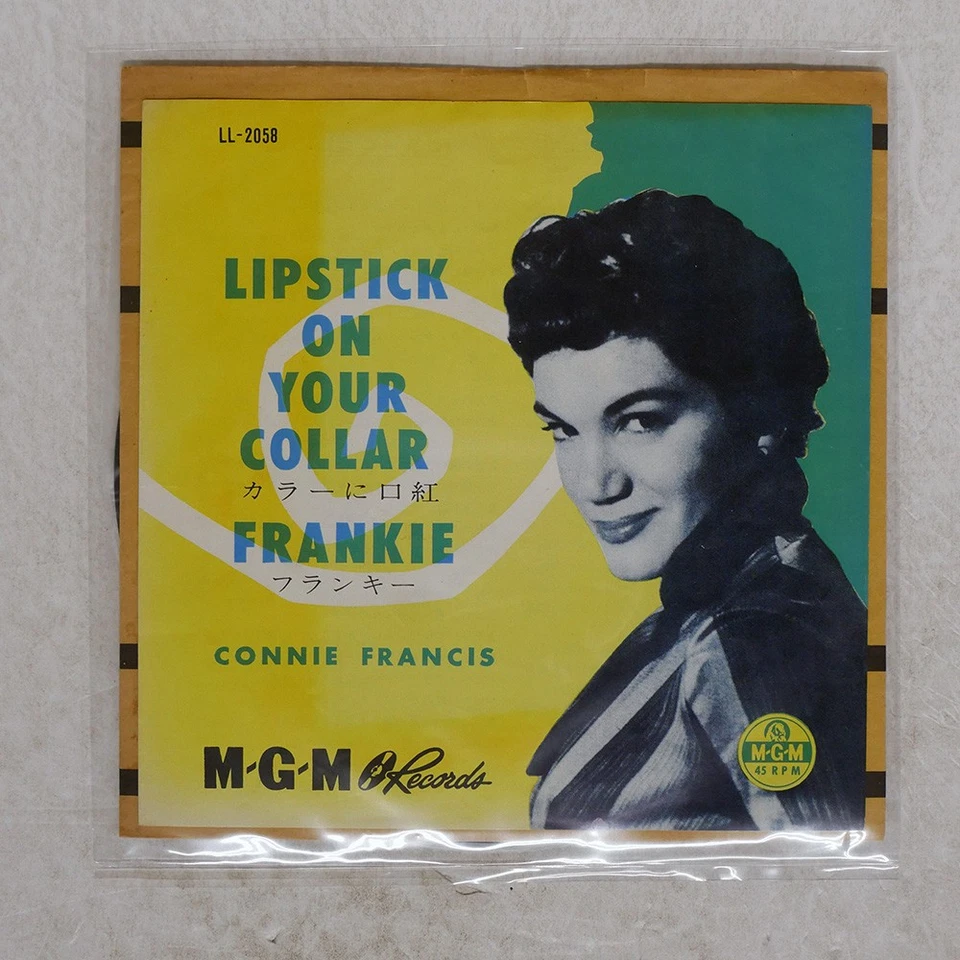 LL-2058
LIPSTICK
ON
YOUR
COLLAR
カラーに口紅
FRANKIE
フランキー
CONNIE FRANCIS
M-G-M Records
M-G-M
45 RPM